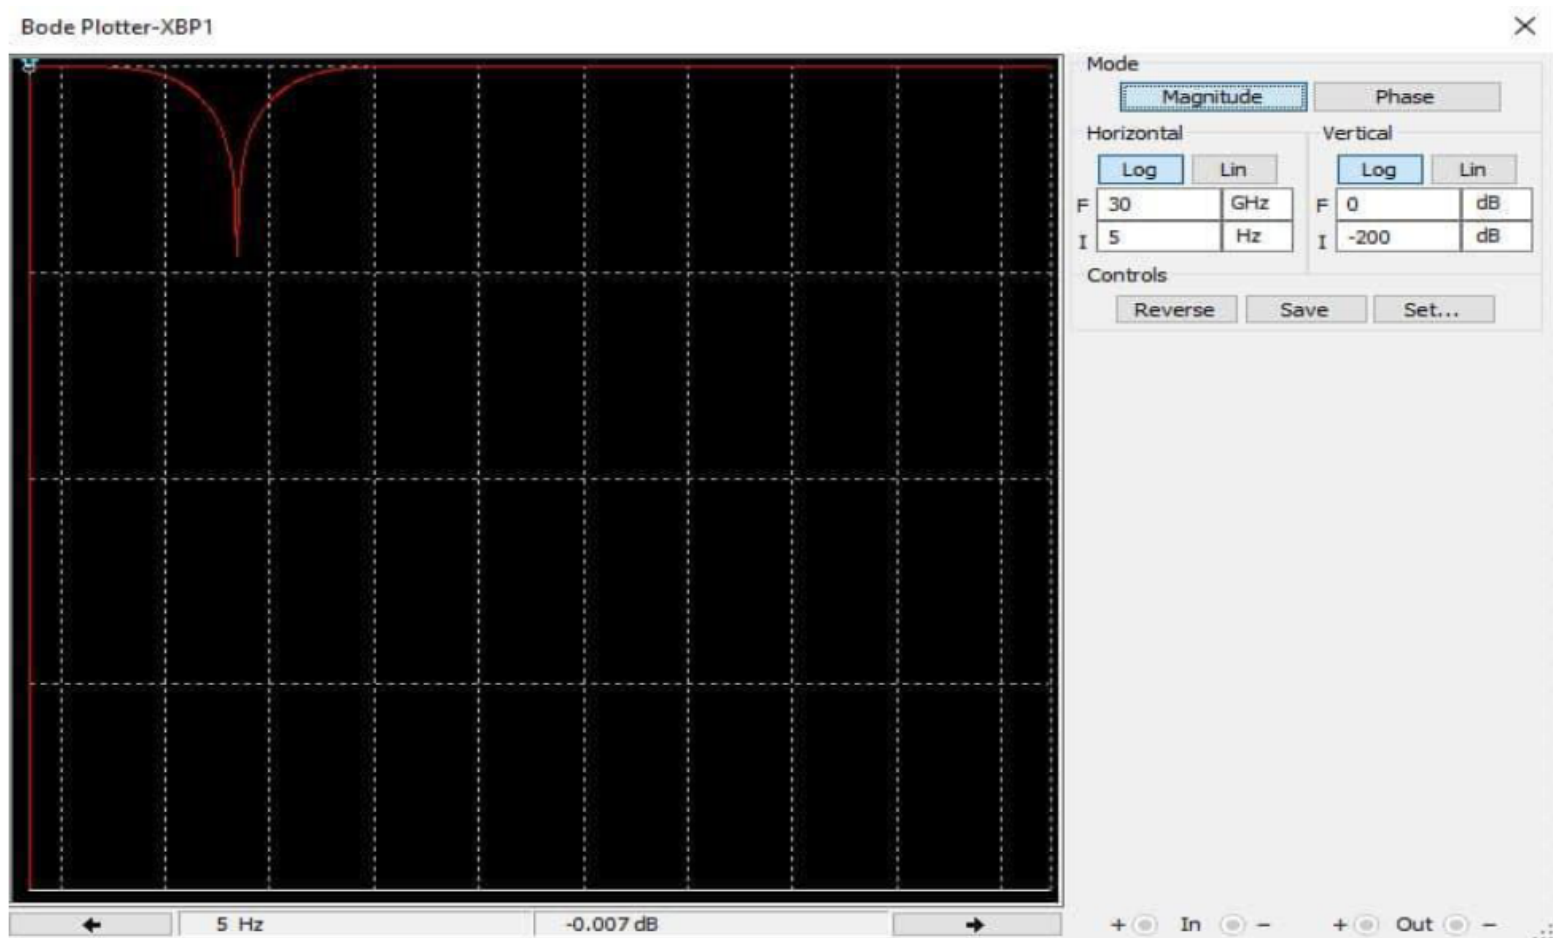 Bode Plotter-XBP1
Mode
Magnitude Phase
Horizontal Vertical
Log Lin Log Lin
F 30 GHz F 0 dB
I 5 Hz I -200 dB
Controls
Reverse Save Set...
5 Hz -0.007 dB + In - + Out -